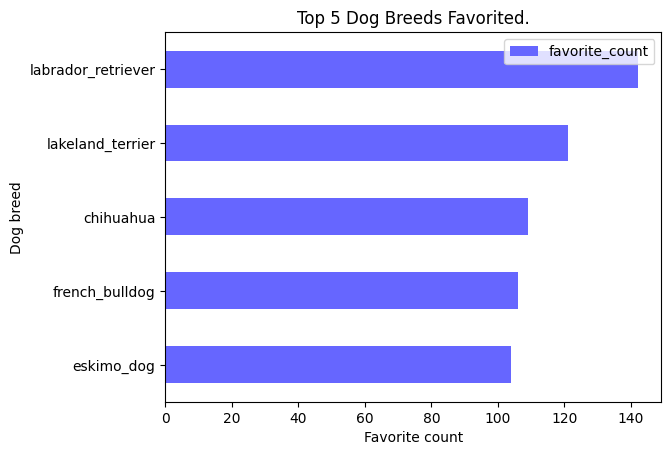 Top 5 Dog Breeds Favorited.
favorite_count
labrador_retriever
lakeland_terrier
chihuahua
french_bulldog
eskimo_dog
Dog breed
0 20 40 60 80 100 120 140
Favorite count